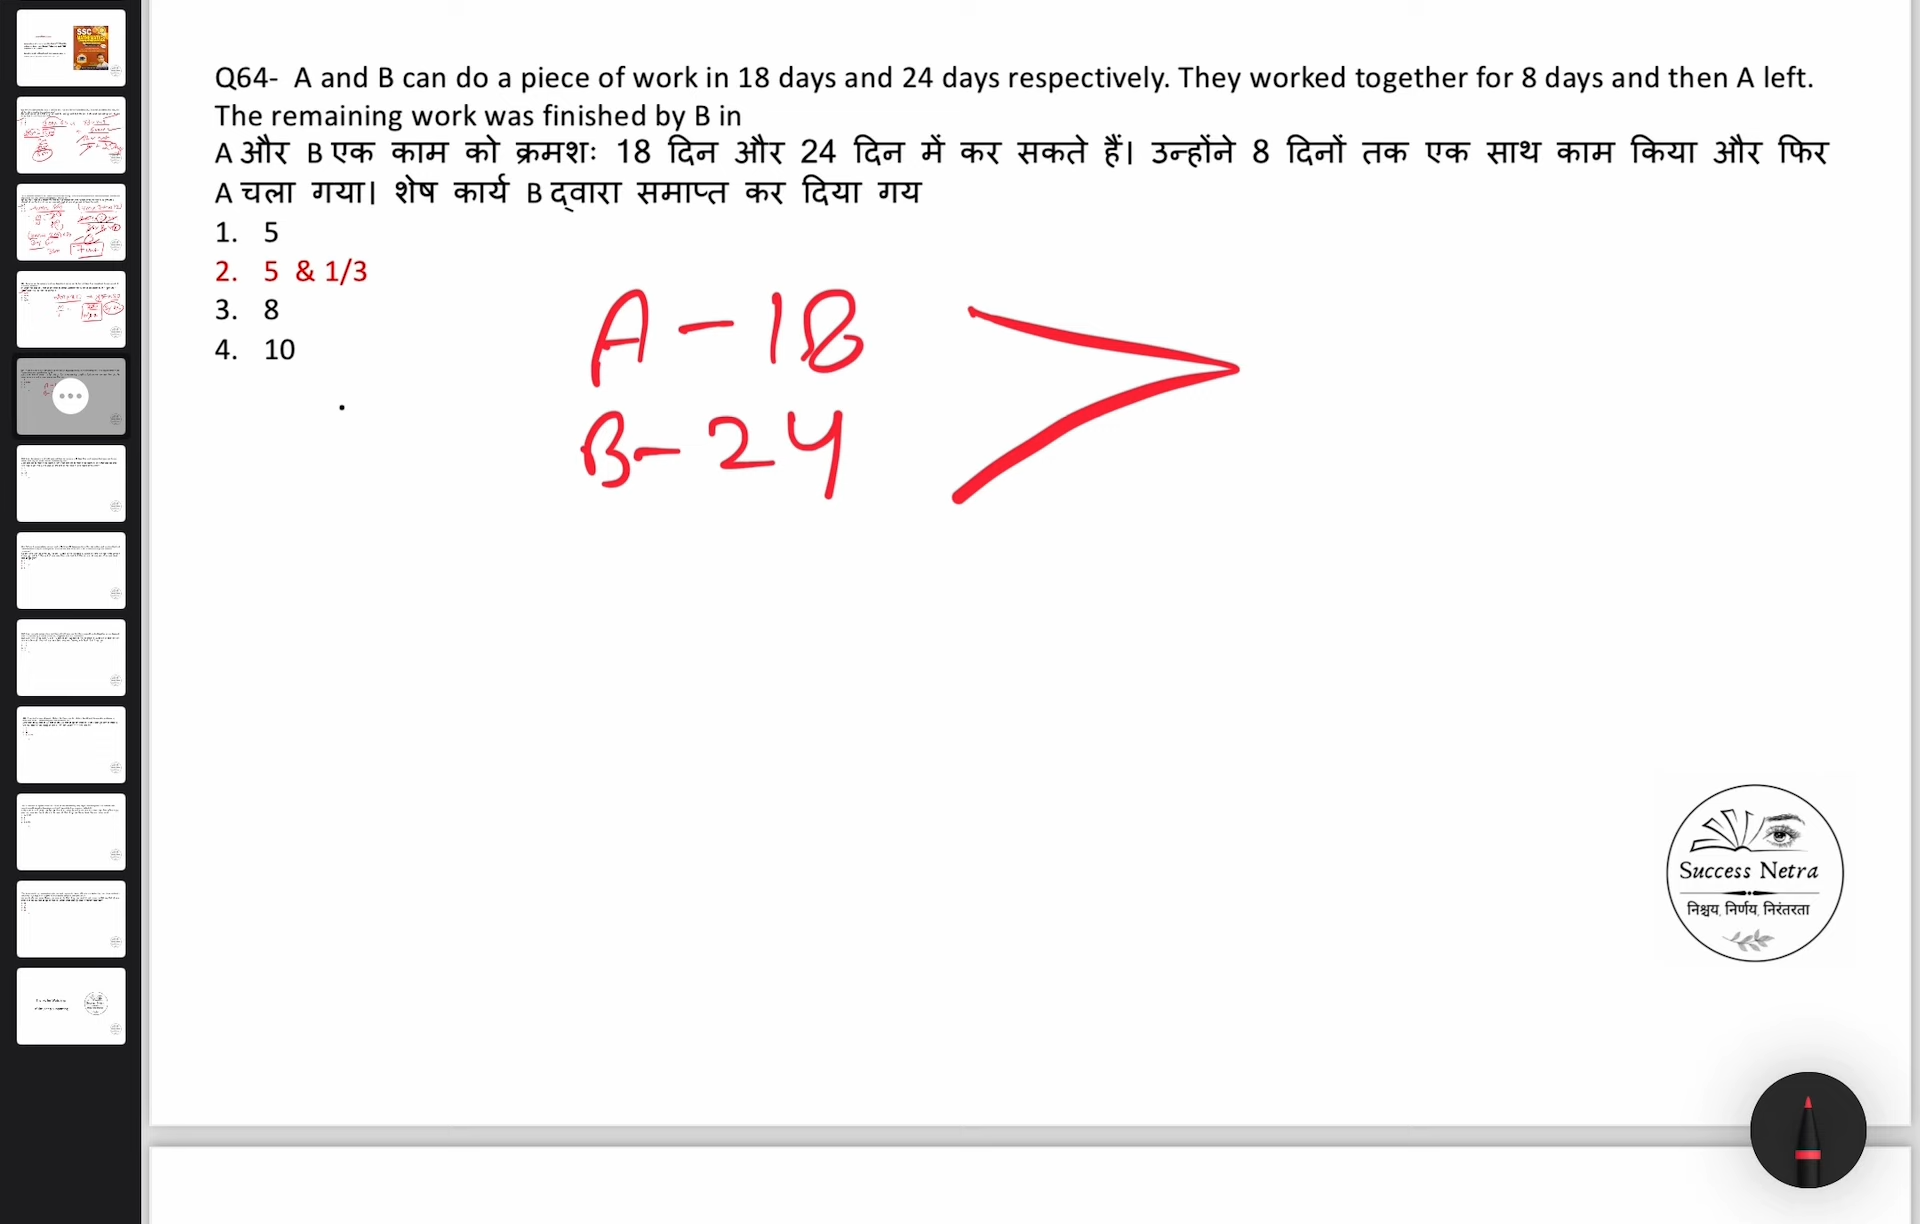 Q64- A and B can do a piece of work in 18 days and 24 days respectively. They worked together for 8 days and then A left.
The remaining work was finished by B in
A और B एक काम को क्रमशः 18 दिन और 24 दिन में कर सकते हैं। उन्होंने 8 दिनों तक एक साथ काम किया और फिर
A चला गया। शेष कार्य B द्वारा समाप्त कर दिया गय
1. 5
2. 5 & 1/3
3. 8
4. 10
A - 18
B - 24
Success Netra
निश्चय, निर्णय, निरंतरता